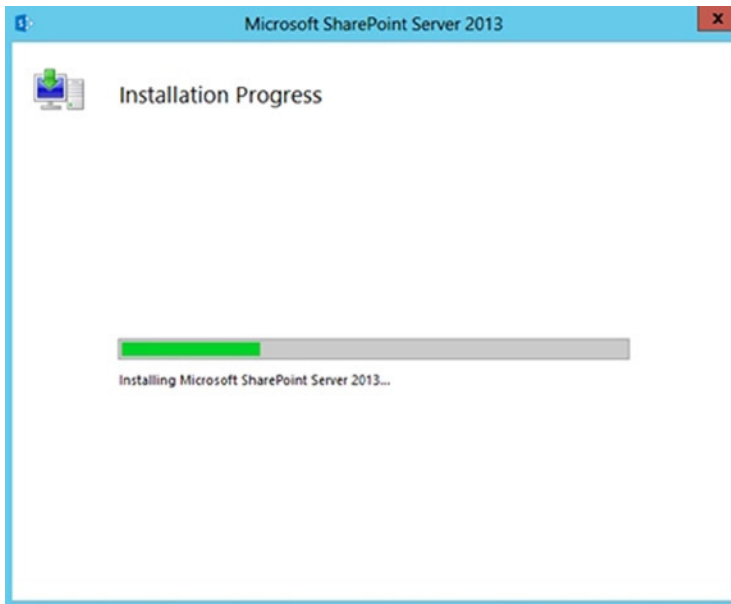 Microsoft SharePoint Server 2013
Installation Progress
Installing Microsoft SharePoint Server 2013...